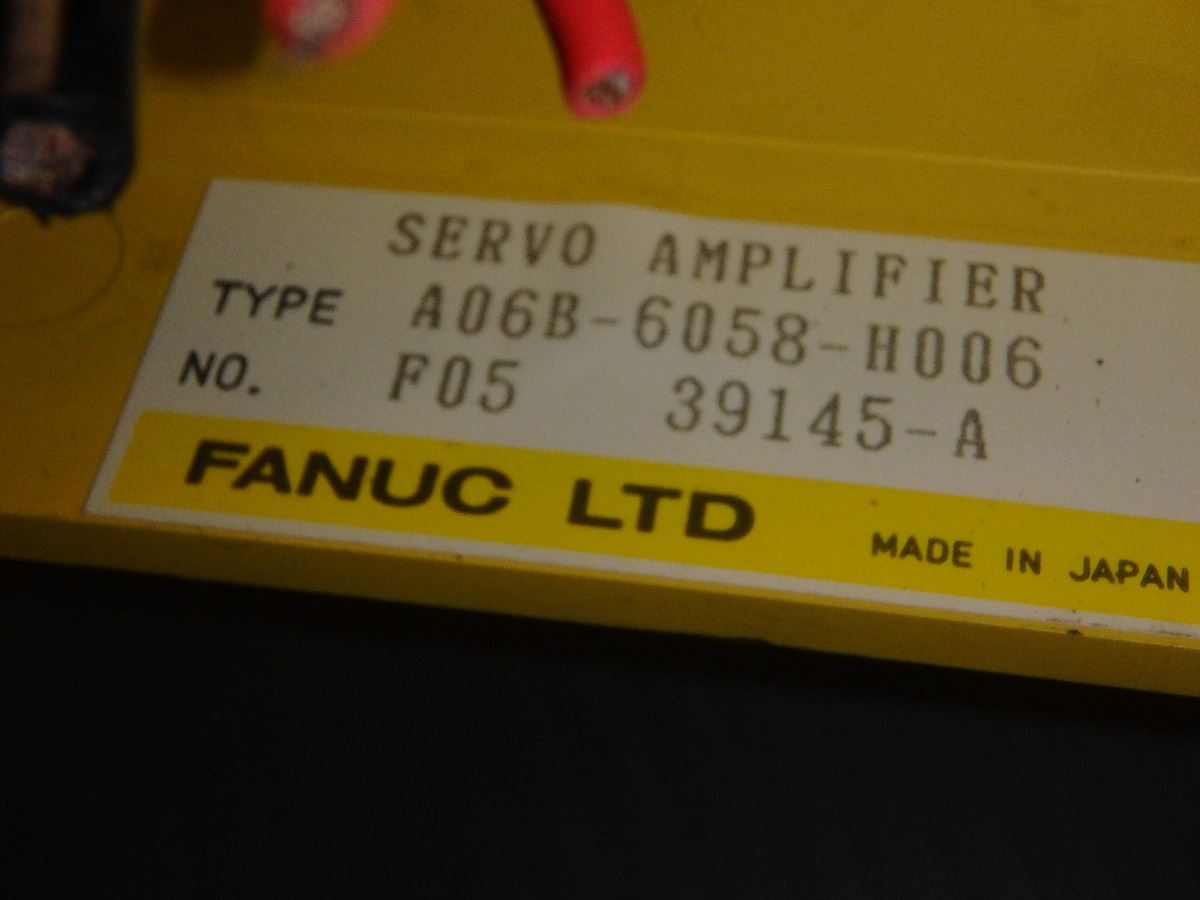 SERVO AMPLIFIER
TYPE A06B-6058-H006
NO. F05 39145-A
FANUC LTD MADE IN JAPAN